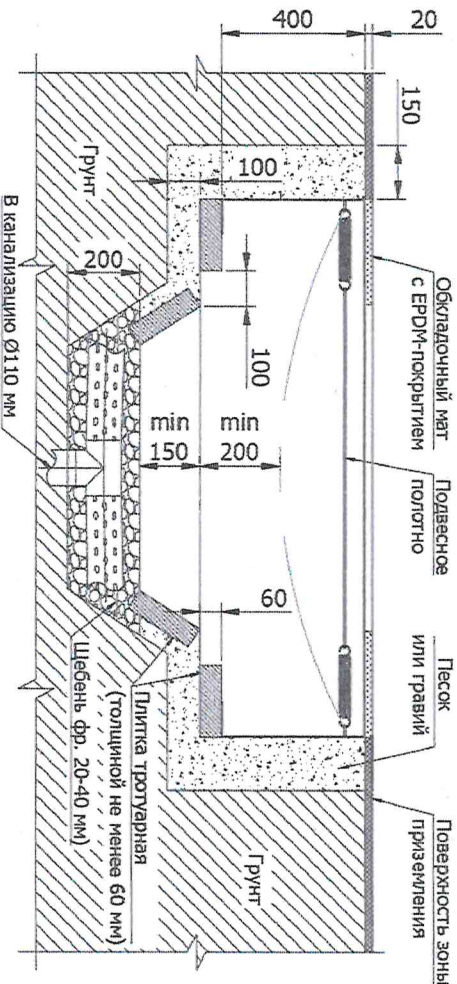 20
400
150
100
200
100
min
150
min
200
60
Обкладочный мат
с EPDM-покрытием
Подвесное
полотно
Песок
или гравий
Поверхность зоны
приземления
Грунт
Грунт
Плитка тротуарная
(толщиной не менее 60 мм)
Щебень фр. 20-40 мм)
В канализацию Ø110 мм